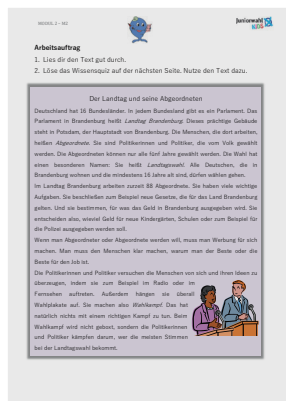 MODUL 2 – M2
Juniorwahl
KIDS
Arbeitsauftrag
1. Lies dir den Text gut durch.
2. Löse das Wissensquiz auf der nächsten Seite. Nutze den Text dazu.
Der Landtag und seine Abgeordneten
Deutschland hat 16 Bundesländer. In jedem Bundesland gibt es ein Parlament. Das
Parlament in Brandenburg heißt Landtag Brandenburg. Dieses prächtige Gebäude
steht in Potsdam, der Hauptstadt von Brandenburg. Die Menschen, die dort arbeiten,
heißen Abgeordnete. Sie sind Politikerinnen und Politiker, die vom Volk gewählt
werden. Die Abgeordneten können nur alle fünf Jahre gewählt werden. Die Wahl hat
einen besonderen Namen: Sie heißt Landtagswahl. Alle Deutschen, die in
Brandenburg wohnen und die mindestens 16 Jahre alt sind, dürfen wählen gehen.
Im Landtag Brandenburg arbeiten zurzeit 88 Abgeordnete. Sie haben viele wichtige
Aufgaben. Sie beschließen zum Beispiel neue Gesetze, die für das Land Brandenburg
gelten. Und sie bestimmen, für was das Geld in Brandenburg ausgegeben wird. Sie
entscheiden also, wieviel Geld für neue Kindergärten, Schulen oder zum Beispiel für
die Polizei ausgegeben werden soll.
Wenn man Abgeordneter oder Abgeordnete werden will, muss man Werbung für sich
machen. Man muss den Menschen klar machen, warum man der Beste oder die
Beste für den Job ist.
Die Politikerinnen und Politiker versuchen die Menschen von sich und ihren Ideen zu
überzeugen, indem sie zum Beispiel im Radio oder im
Fernsehen auftreten. Außerdem hängen sie überall
Wahlplakate auf. Sie machen also Wahlkampf. Das hat
natürlich nichts mit einem richtigen Kampf zu tun. Beim
Wahlkampf wird nicht geboxt, sondern die Politikerinnen
und Politiker kämpfen darum, wer die meisten Stimmen
bei der Landtagswahl bekommt.